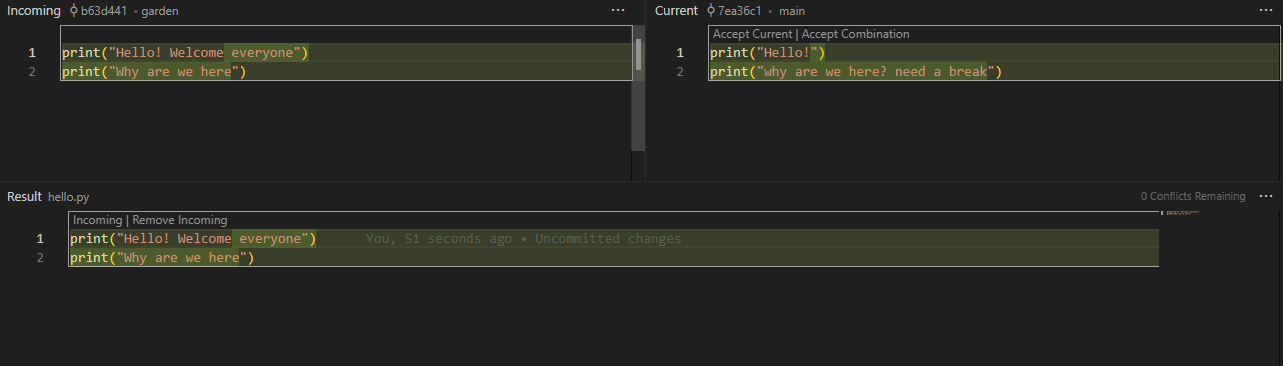 Incoming b63d441 • garden ···
1 print("Hello! Welcome everyone")
2 print("Why are we here")
Current 7ea36c1 • main ···
Accept Current | Accept Combination
1 print("Hello!")
2 print("why are we here? need a break")
Result hello.py 0 Conflicts Remaining ···
Incoming | Remove Incoming
1 print("Hello! Welcome everyone") You, 51 seconds ago • Uncommitted changes
2 print("Why are we here")